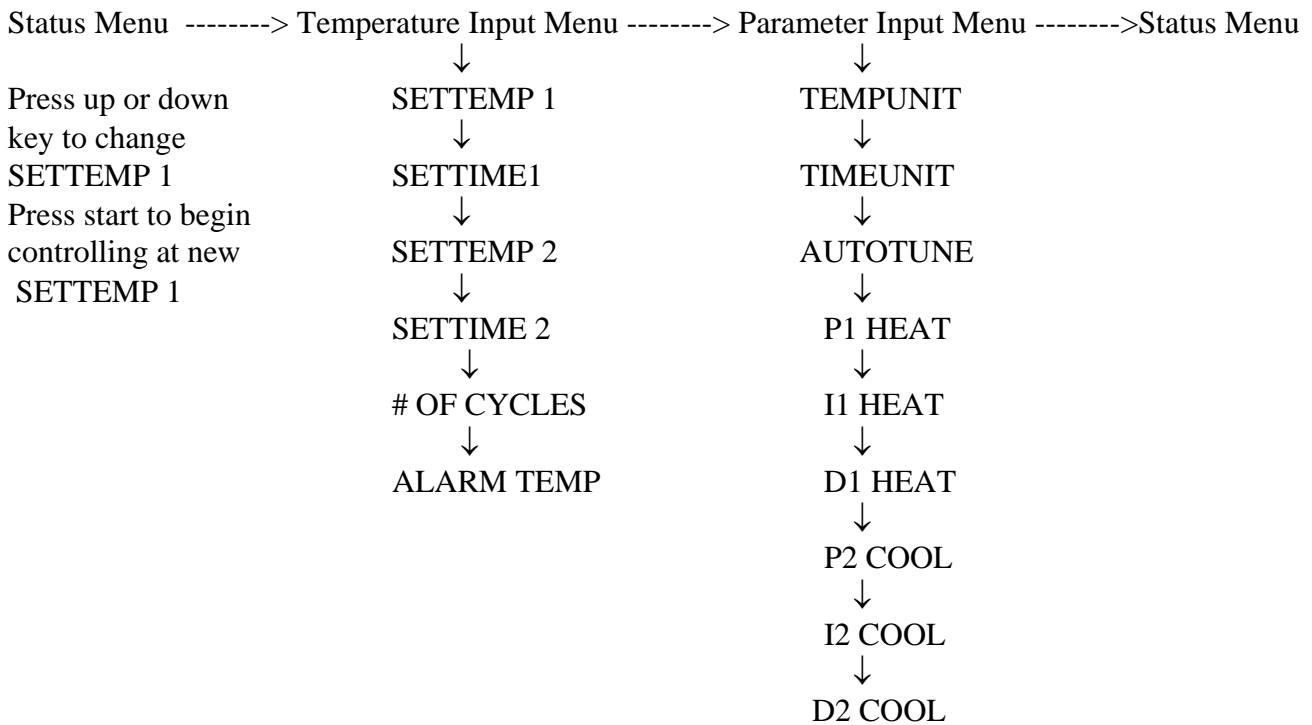 Status Menu --------> Temperature Input Menu --------> Parameter Input Menu -------->Status Menu
↓ ↓
Press up or down SETTEMP 1 TEMPUNIT
key to change ↓ ↓
SETTEMP 1 SETTIME1 TIMEUNIT
Press start to begin ↓ ↓
controlling at new SETTEMP 2 AUTOTUNE
SETTEMP 1 ↓ ↓
SETTIME 2 P1 HEAT
↓ ↓
# OF CYCLES I1 HEAT
↓ ↓
ALARM TEMP D1 HEAT
↓
P2 COOL
↓
I2 COOL
↓
D2 COOL